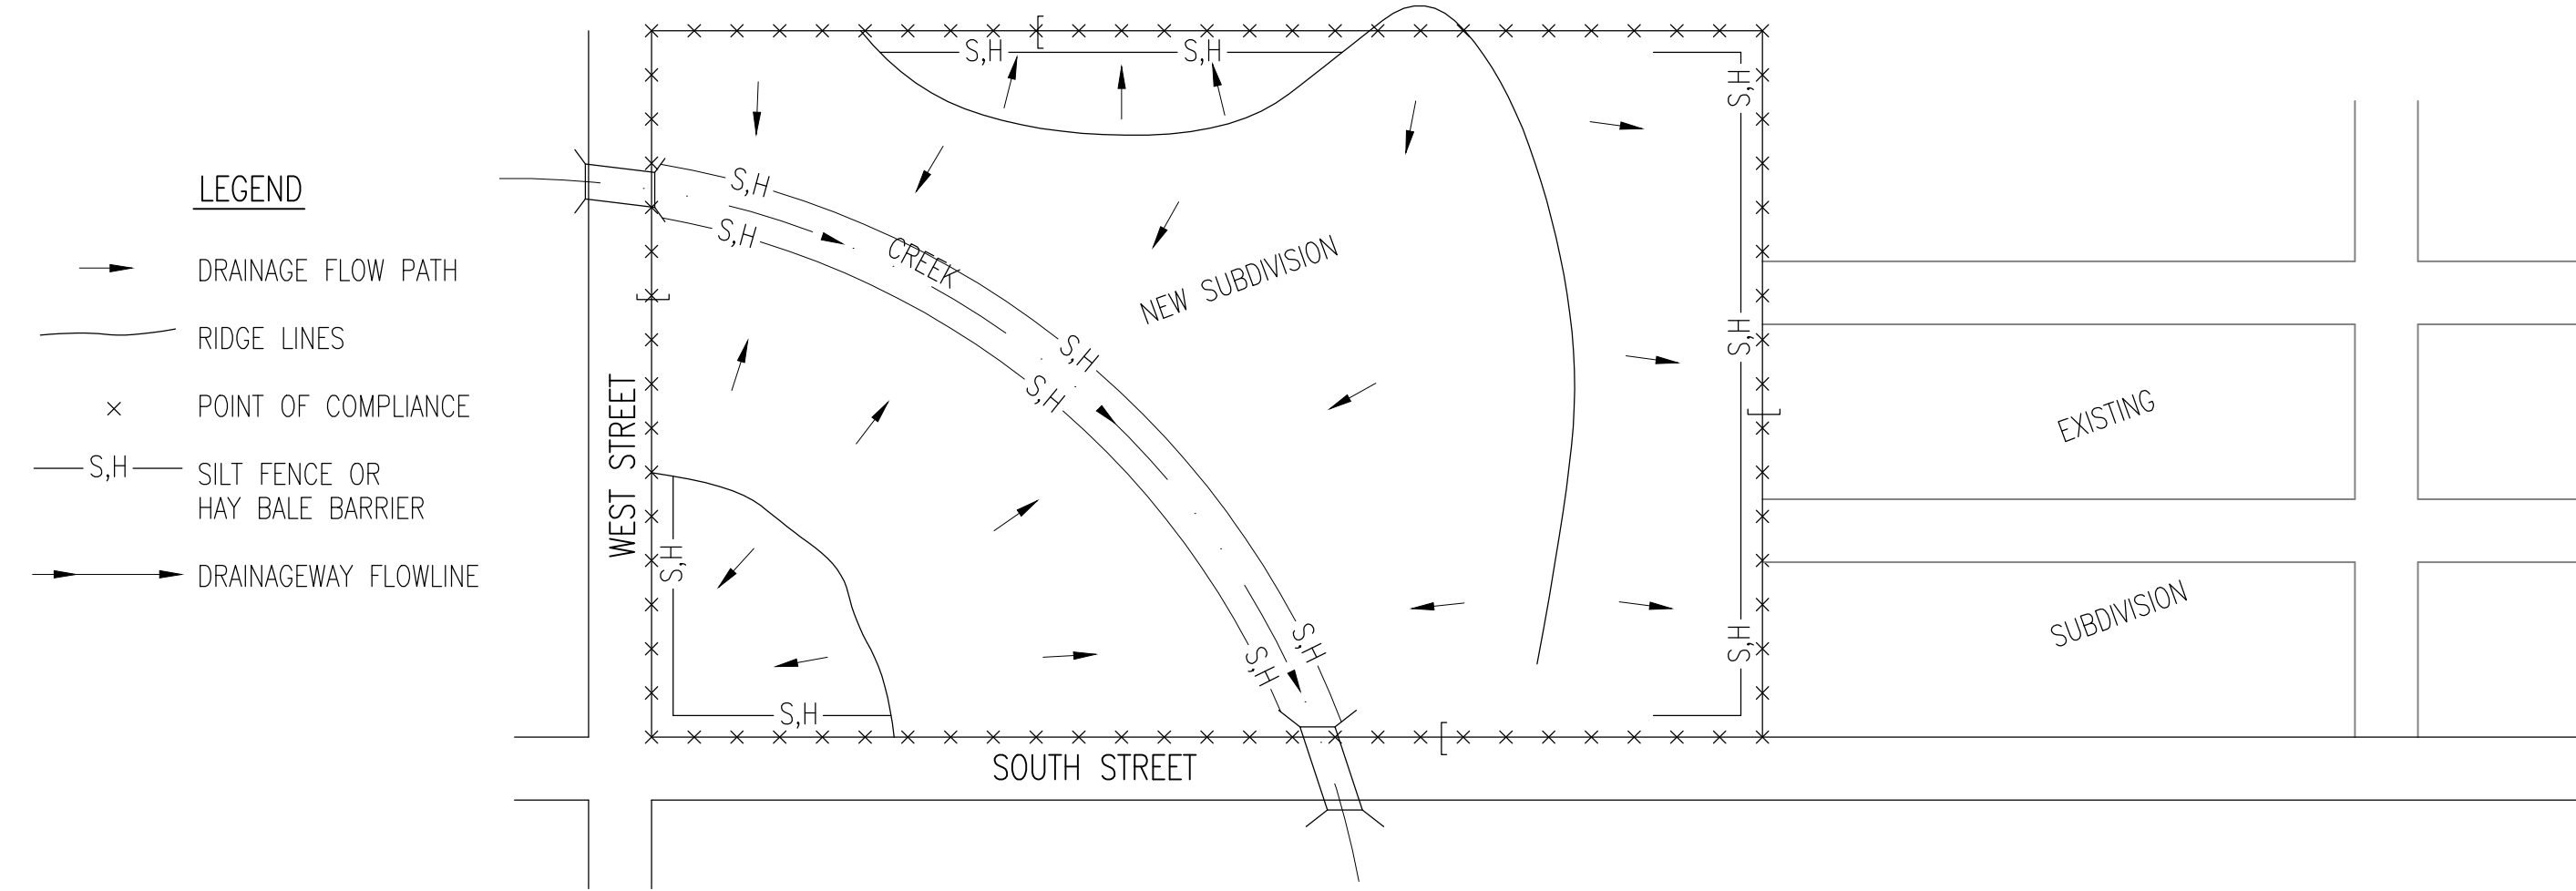 LEGEND
DRAINAGE FLOW PATH
RIDGE LINES
POINT OF COMPLIANCE
S,H
SILT FENCE OR
HAY BALE BARRIER
DRAINAGEWAY FLOWLINE
S,H
S,H
S,H
S,H
S,H
CREEK
NEW SUBDIVISION
S,H
S,H
S,H
WEST STREET
S,H
EXISTING
SUBDIVISION
S,H
S,H
S,H
S,H
SOUTH STREET